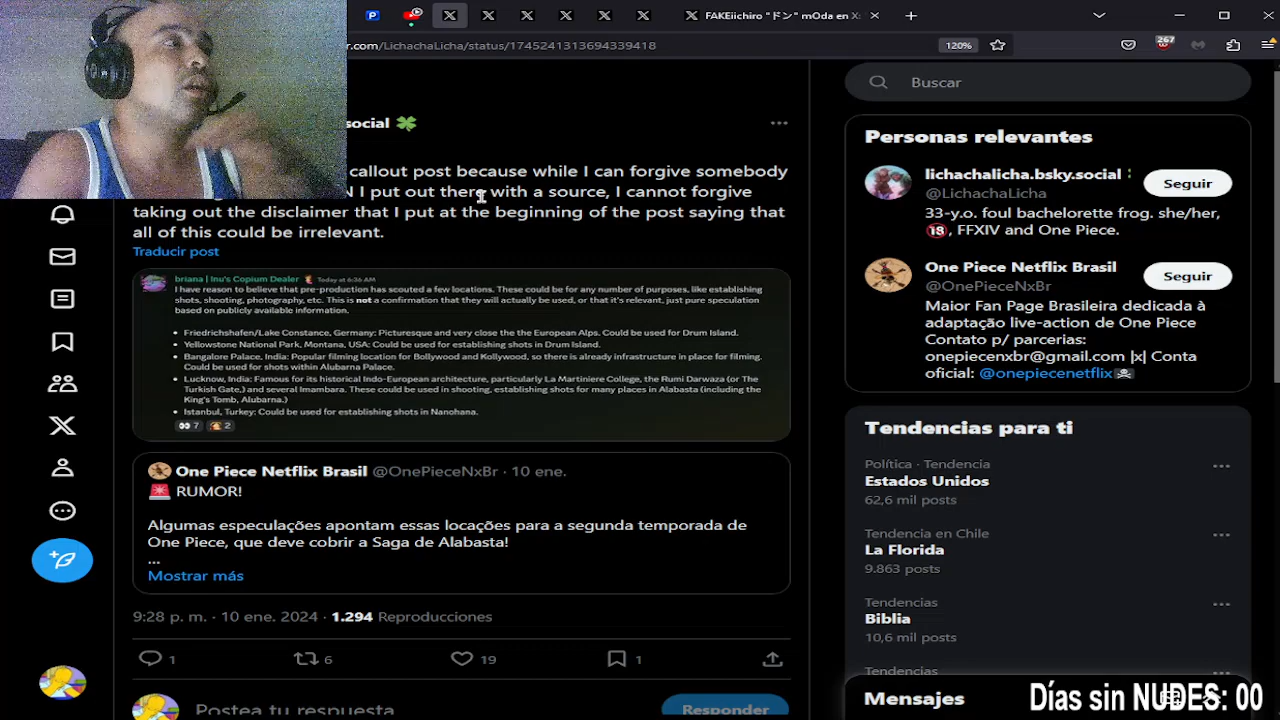 FAKEiichiro "ドン" mOda en X:
r.com/LichachaLicha/status/1745241313694339418
120%
267
Buscar
social 🍀
callout post because while I can forgive somebody
I put out there with a source, I cannot forgive
taking out the disclaimer that I put at the beginning of the post saying that
all of this could be irrelevant.
Traducir post
briana | Inu's Copium Dealer Today at 6:36 AM
I have reason to believe that pre-production has scouted a few locations. These could be for any number of purposes, like establishing
shots, shooting, photography, etc. This is not a confirmation that they will actually be used, or that it's relevant, just pure speculation
based on publicly available information.
• Friedrichshafen/Lake Constance, Germany: Picturesque and very close the the European Alps. Could be used for Drum Island.
• Yellowstone National Park, Montana, USA: Could be used for establishing shots in Drum Island.
• Bangalore Palace, India: Popular filming location for Bollywood and Kollywood, so there is already infrastructure in place for filming.
Could be used for shots within Alubarna Palace.
• Lucknow, India: Famous for its historical Indo-European architecture, particularly La Martiniere College, the Rumi Darwaza (or The
Turkish Gate,) and several Imambara. These could be used in shooting, establishing shots for many places in Alabasta (including the
King's Tomb, Alubarna.)
• Istanbul, Turkey: Could be used for establishing shots in Nanohana.
👀 7 2
One Piece Netflix Brasil @OnePieceNxBr · 10 ene.
🚨 RUMOR!
Algumas especulações apontam essas locações para a segunda temporada de
One Piece, que deve cobrir a Saga de Alabasta!
...
Mostrar más
9:28 p. m. · 10 ene. 2024 · 1.294 Reproducciones
1 6 19 1
Postea tu respuesta
Responder
Personas relevantes
lichachalicha.bsky.social
@LichachaLicha
Seguir
33-y.o. foul bachelorette frog. she/her,
🔞, FFXIV and One Piece.
One Piece Netflix Brasil
@OnePieceNxBr
Seguir
Maior Fan Page Brasileira dedicada à
adaptação live-action de One Piece
Contato p/ parcerias:
onepiecenxbr@gmail.com |x| Conta
oficial: @onepiecenetflix☠
Tendencias para ti
Política · Tendencia
Estados Unidos
62,6 mil posts
Tendencia en Chile
La Florida
9.863 posts
Tendencias
Biblia
10,6 mil posts
Tendencias
Mensajes
Días sin NUDES: 00